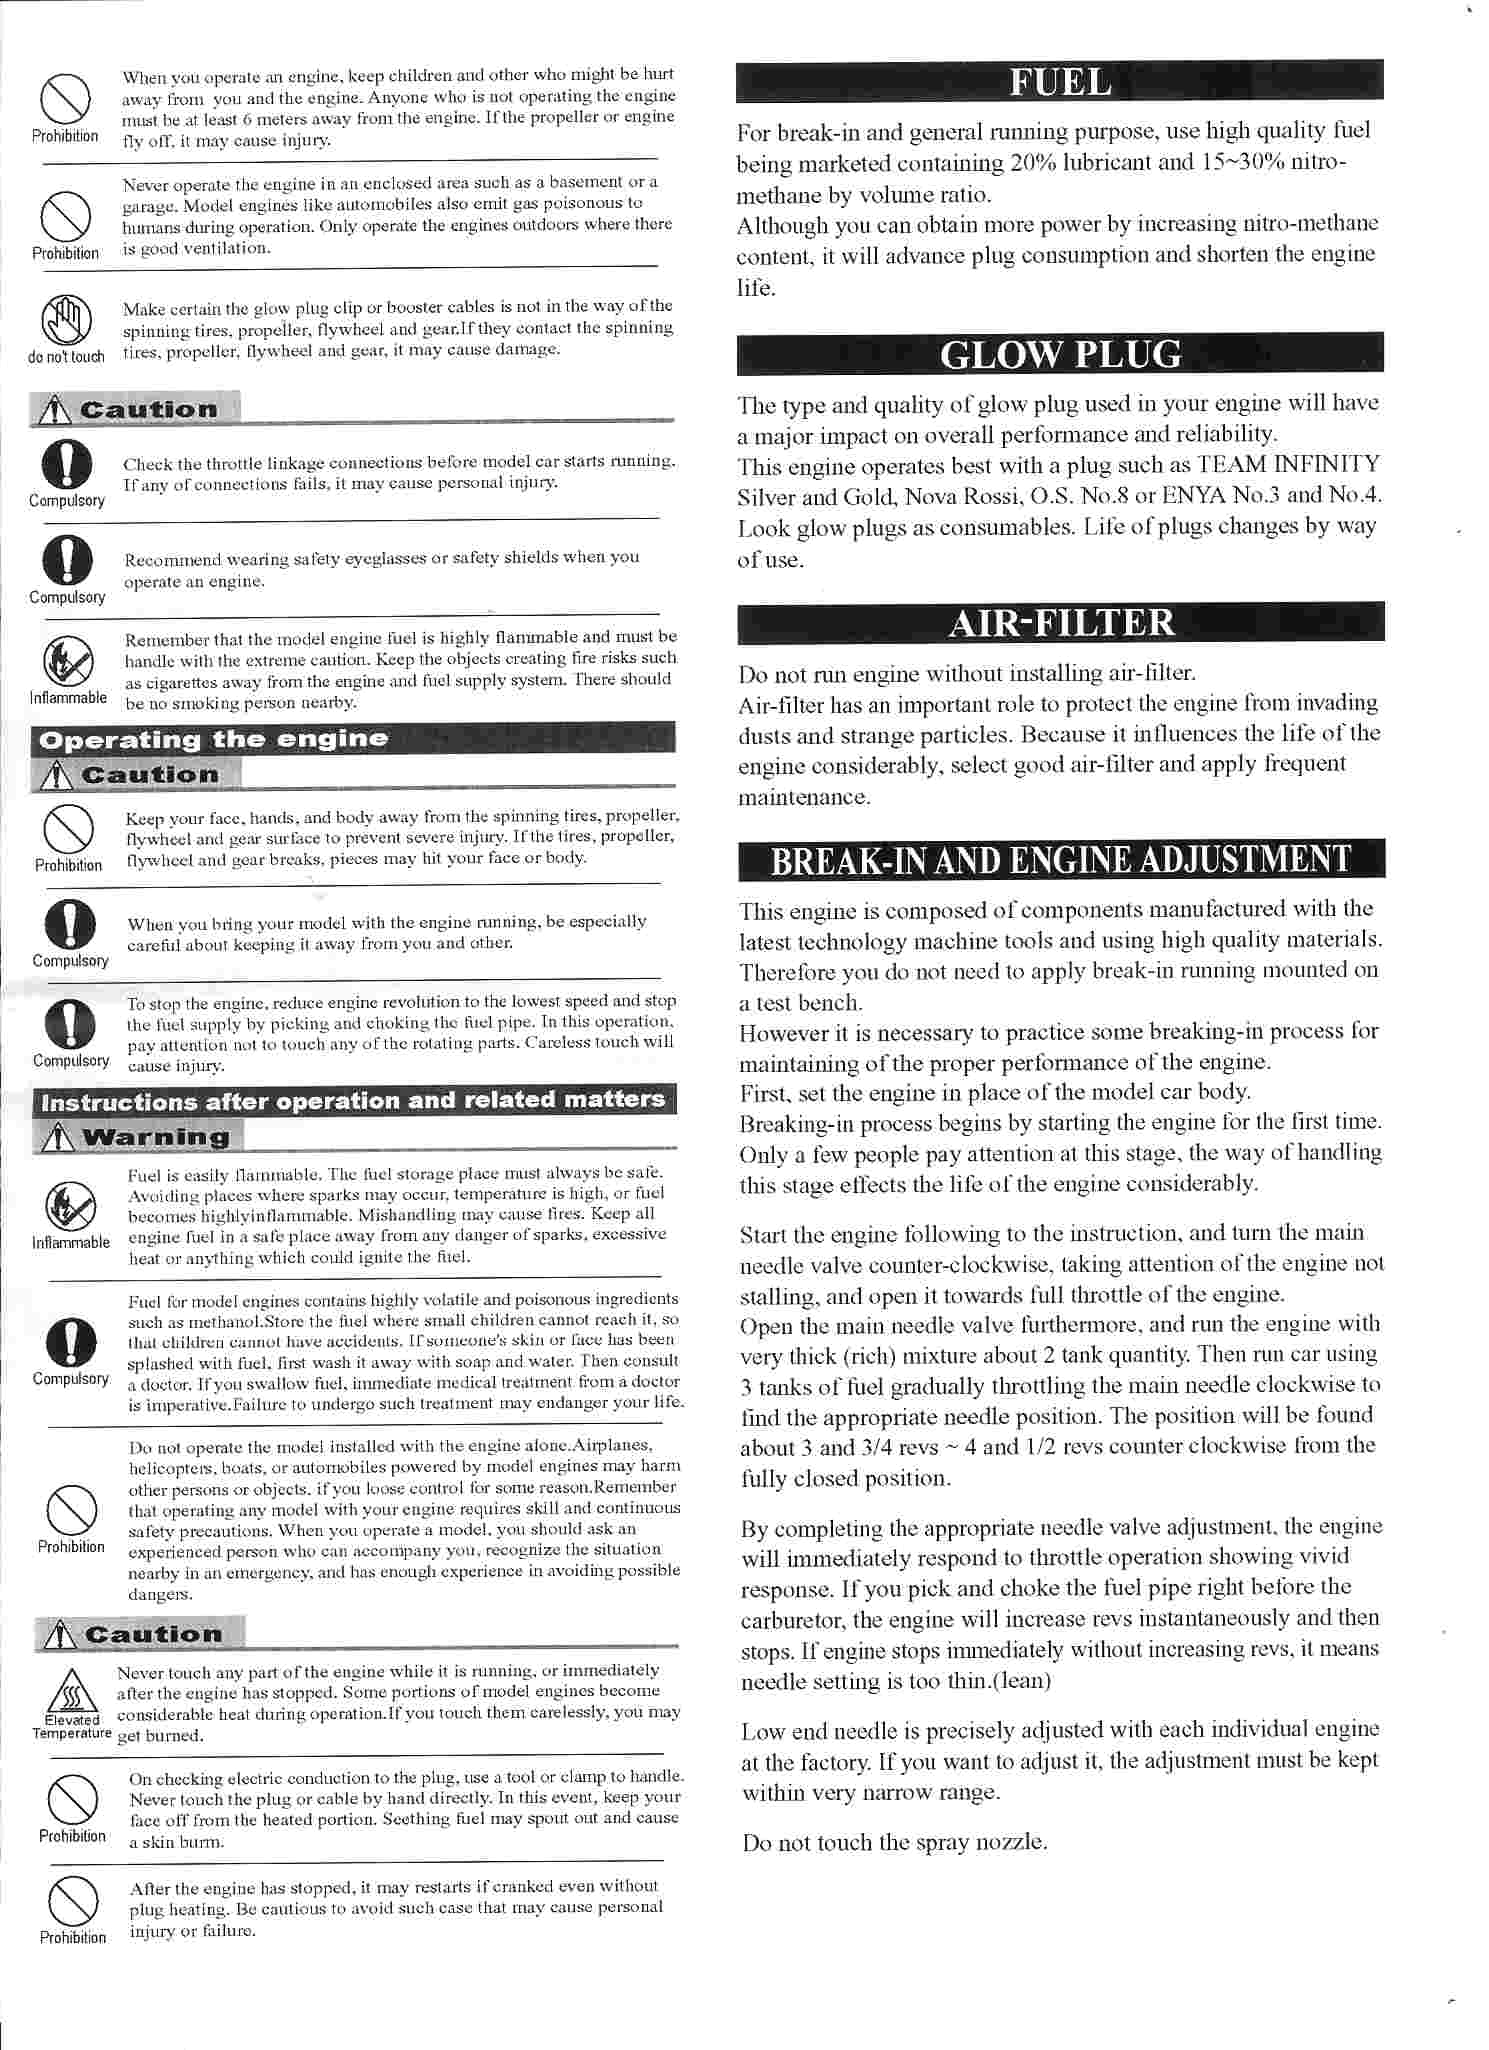 When you operate an engine, keep children and other who might be hurt
away from you and the engine. Anyone who is not operating the engine
must be at least 6 meters away from the engine. If the propeller or engine
fly off, it may cause injury.
Prohibition
Never operate the engine in an enclosed area such as a basement or a
garage. Model engines like automobiles also emit gas poisonous to
humans during operation. Only operate the engines outdoors where there
is good ventilation.
Prohibition
Make certain the glow plug clip or booster cables is not in the way of the
spinning tires, propeller, flywheel and gear.If they contact the spinning
tires, propeller, flywheel and gear, it may cause damage.
do no't touch
Caution
Check the throttle linkage connections before model car starts running.
If any of connections fails, it may cause personal injury.
Compulsory
Recommend wearing safety eyeglasses or safety shields when you
operate an engine.
Compulsory
Remember that the model engine fuel is highly flammable and must be
handle with the extreme caution. Keep the objects creating fire risks such
as cigarettes away from the engine and fuel supply system. There should
be no smoking person nearby.
Inflammable
Operating the engine
Caution
Keep your face, hands, and body away from the spinning tires, propeller,
flywheel and gear surface to prevent severe injury. If the tires, propeller,
flywheel and gear breaks, pieces may hit your face or body.
Prohibition
When you bring your model with the engine running, be especially
careful about keeping it away from you and other.
Compulsory
To stop the engine, reduce engine revolution to the lowest speed and stop
the fuel supply by picking and choking the fuel pipe. In this operation,
pay attention not to touch any of the rotating parts. Careless touch will
cause injury.
Compulsory
Instructions after operation and related matters
Warning
Fuel is easily flammable. The fuel storage place must always be safe.
Avoiding places where sparks may occur, temperature is high, or fuel
becomes highlyinflammable. Mishandling may cause fires. Keep all
engine fuel in a safe place away from any danger of sparks, excessive
heat or anything which could ignite the fuel.
Inflammable
Fuel for model engines contains highly volatile and poisonous ingredients
such as methanol.Store the fuel where small children cannot reach it, so
that children cannot have accidents. If someone's skin or face has been
splashed with fuel, first wash it away with soap and water. Then consult
a doctor. If you swallow fuel, immediate medical treatment from a doctor
is imperative.Failure to undergo such treatment may endanger your life.
Compulsory
Do not operate the model installed with the engine alone.Airplanes,
helicopters, boats, or automobiles powered by model engines may harm
other persons or objects, if you loose control for some reason.Remember
that operating any model with your engine requires skill and continuous
safety precautions. When you operate a model, you should ask an
experienced person who can accompany you, recognize the situation
nearby in an emergency, and has enough experience in avoiding possible
dangers.
Prohibition
Caution
Never touch any part of the engine while it is running, or immediately
after the engine has stopped. Some portions of model engines become
considerable heat during operation.If you touch them carelessly, you may
get burned.
Elevated
Temperature
On checking electric conduction to the plug, use a tool or clamp to handle.
Never touch the plug or cable by hand directly. In this event, keep your
face off from the heated portion. Seething fuel may spout out and cause
a skin burm.
Prohibition
After the engine has stopped, it may restarts if cranked even without
plug heating. Be cautious to avoid such case that may cause personal
injury or failure.
Prohibition
FUEL
For break-in and general running purpose, use high quality fuel
being marketed containing 20% lubricant and 15~30% nitro-
methane by volume ratio.
Although you can obtain more power by increasing nitro-methane
content, it will advance plug consumption and shorten the engine
life.
GLOW PLUG
The type and quality of glow plug used in your engine will have
a major impact on overall performance and reliability.
This engine operates best with a plug such as TEAM INFINITY
Silver and Gold, Nova Rossi, O.S. No.8 or ENYA No.3 and No.4.
Look glow plugs as consumables. Life of plugs changes by way
of use.
AIR-FILTER
Do not run engine without installing air-filter.
Air-filter has an important role to protect the engine from invading
dusts and strange particles. Because it influences the life of the
engine considerably, select good air-filter and apply frequent
maintenance.
BREAK-IN AND ENGINE ADJUSTMENT
This engine is composed of components manufactured with the
latest technology machine tools and using high quality materials.
Therefore you do not need to apply break-in running mounted on
a test bench.
However it is necessary to practice some breaking-in process for
maintaining of the proper performance of the engine.
First, set the engine in place of the model car body.
Breaking-in process begins by starting the engine for the first time.
Only a few people pay attention at this stage, the way of handling
this stage effects the life of the engine considerably.
Start the engine following to the instruction, and turn the main
needle valve counter-clockwise, taking attention of the engine not
stalling, and open it towards full throttle of the engine.
Open the main needle valve furthermore, and run the engine with
very thick (rich) mixture about 2 tank quantity. Then run car using
3 tanks of fuel gradually throttling the main needle clockwise to
find the appropriate needle position. The position will be found
about 3 and 3/4 revs ~ 4 and 1/2 revs counter clockwise from the
fully closed position.
By completing the appropriate needle valve adjustment, the engine
will immediately respond to throttle operation showing vivid
response. If you pick and choke the fuel pipe right before the
carburetor, the engine will increase revs instantaneously and then
stops. If engine stops immediately without increasing revs, it means
needle setting is too thin.(lean)
Low end needle is precisely adjusted with each individual engine
at the factory. If you want to adjust it, the adjustment must be kept
within very narrow range.
Do not touch the spray nozzle.